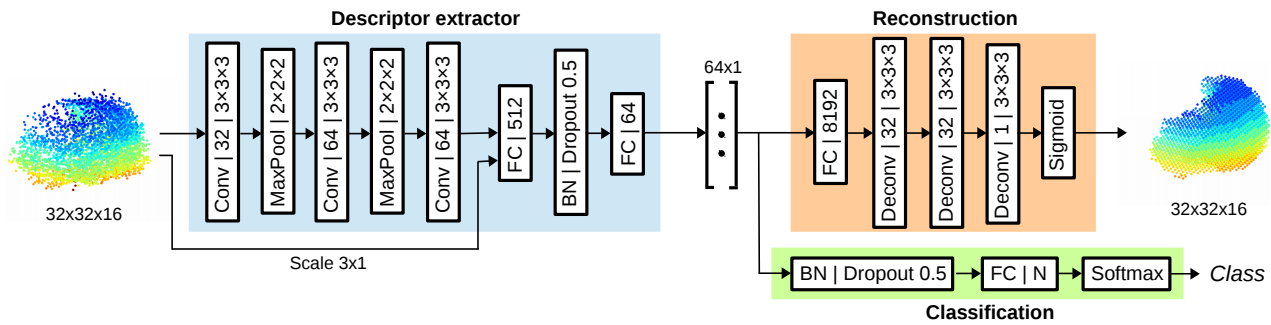 Descriptor extractor
Reconstruction
32x32x16
Conv | 32 | 3×3×3
MaxPool | 2×2×2
Conv | 64 | 3×3×3
MaxPool | 2×2×2
Conv | 64 | 3×3×3
FC | 512
BN | Dropout 0.5
FC | 64
Scale 3x1
64x1
FC | 8192
Deconv | 32 | 3×3×3
Deconv | 32 | 3×3×3
Deconv | 1 | 3×3×3
Sigmoid
32x32x16
BN | Dropout 0.5
FC | N
Softmax
Class
Classification